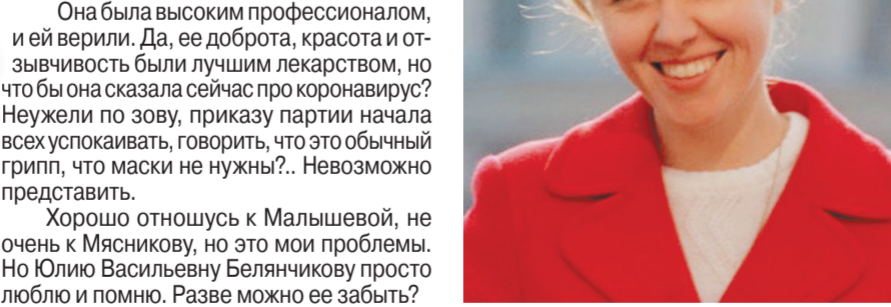 Она была высоким профессионалом,
и ей верили. Да, ее доброта, красота и от-
зывчивость были лучшим лекарством, но
что бы она сказала сейчас про коронавирус?
Неужели по зову, приказу партии начала
всех успокаивать, говорить, что это обычный
грипп, что маски не нужны?.. Невозможно
представить.
Хорошо отношусь к Малышевой, не
очень к Мясникову, но это мои проблемы.
Но Юлию Васильевну Белянчикову просто
люблю и помню. Разве можно ее забыть?